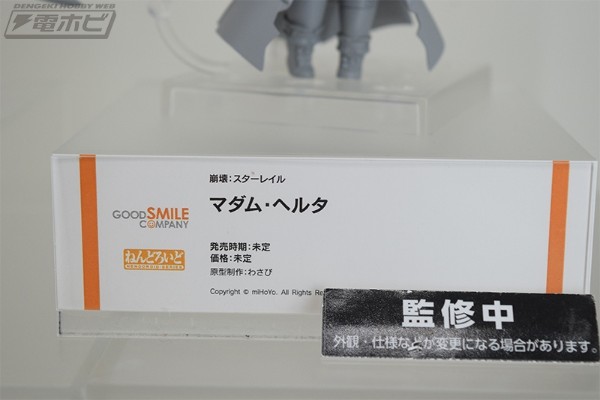 DENGEKI HOBBY WEB
電ホビ
崩壊：スターレイル
マダム・ヘルタ
GOOD SMILE
COMPANY
発売時期：未定
価格：未定
原型制作：わさび
ねんどろいど
NENDOROID SERIES
Copyright © miHoYo. All Rights Re
監修中
外観・仕様などが変更になる場合があります。